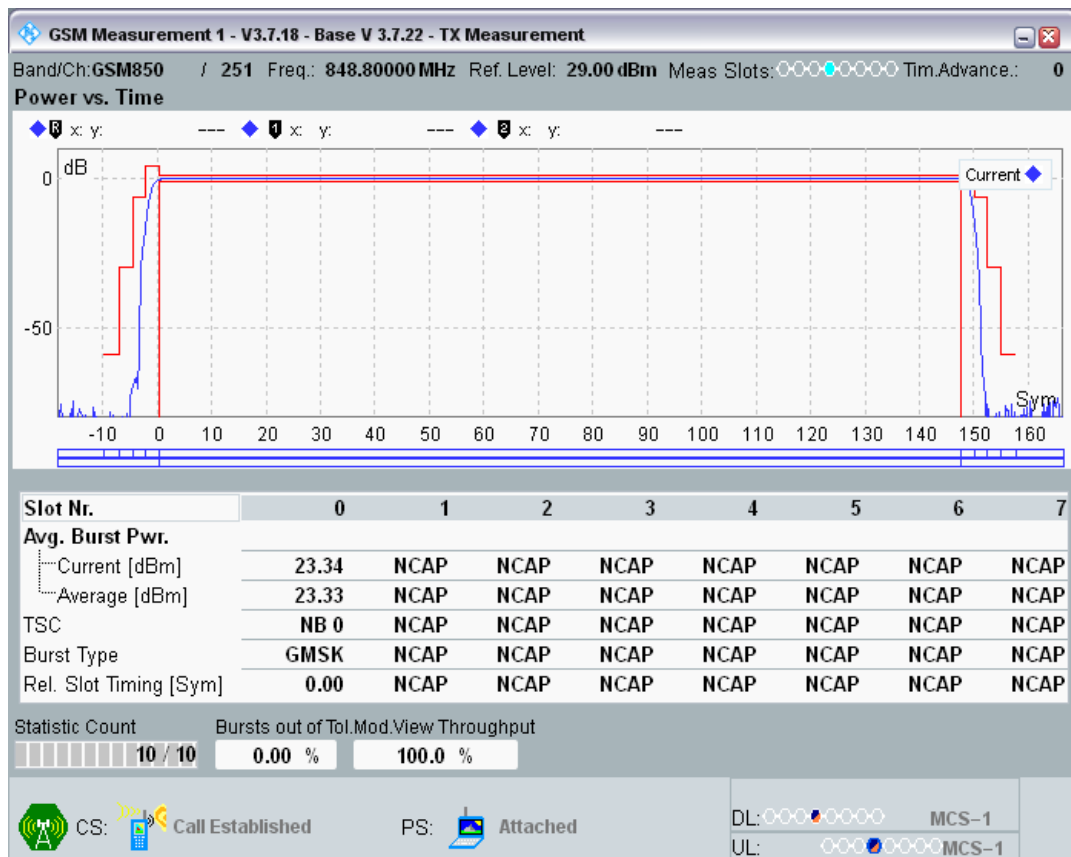 GSM Measurement 1 - V3.7.18 - Base V 3.7.22 - TX Measurement
Band/Ch:GSM850 / 251 Freq.: 848.80000 MHz Ref. Level: 29.00 dBm Meas Slots: Tim.Advance.: 0
Power vs. Time
R x: y: --- 1 x: y: --- 2 x: y: ---
dB
Current
0
-50
Sym
-10 0 10 20 30 40 50 60 70 80 90 100 110 120 130 140 150 160
Slot Nr. 0 1 2 3 4 5 6 7
Avg. Burst Pwr.
Current [dBm] 23.34 NCAP NCAP NCAP NCAP NCAP NCAP NCAP
Average [dBm] 23.33 NCAP NCAP NCAP NCAP NCAP NCAP NCAP
TSC NB 0 NCAP NCAP NCAP NCAP NCAP NCAP NCAP
Burst Type GMSK NCAP NCAP NCAP NCAP NCAP NCAP NCAP
Rel. Slot Timing [Sym] 0.00 NCAP NCAP NCAP NCAP NCAP NCAP NCAP
Statistic Count Bursts out of Tol.Mod.View Throughput
10 / 10 0.00 % 100.0 %
CS: Call Established PS: Attached
DL: MCS-1
UL: MCS-1